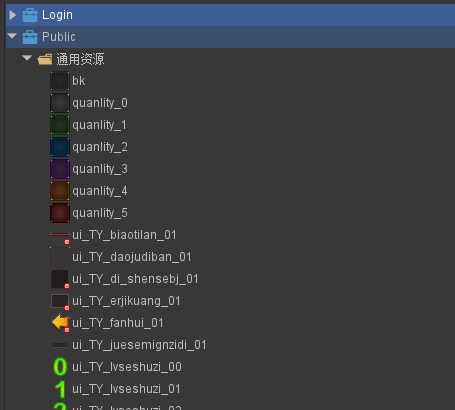 Login
Public
通用资源
bk
quanlity_0
quanlity_1
quanlity_2
quanlity_3
quanlity_4
quanlity_5
ui_TY_biaotilan_01
ui_TY_daojudiban_01
ui_TY_di_shensebj_01
ui_TY_erjikuang_01
ui_TY_fanhui_01
ui_TY_juesemignzidi_01
0 ui_TY_lvseshuzi_00
1 ui_TY_lvseshuzi_01